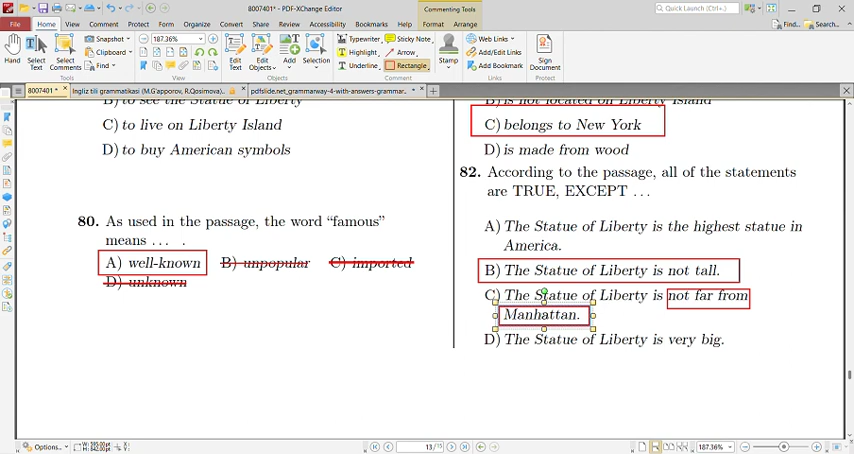 8007401* - PDF-XChange Editor
Commenting Tools
Quick Launch (Ctrl+.)
File Home View Comment Protect Form Organize Convert Share Review Accessibility Bookmarks Help Format Arrange
Find... Search...
Hand Select Text Select Comments
Snapshot
Clipboard
Find
187.36%
Edit Text Edit Objects Add Selection
Typewriter Sticky Note
Highlight Arrow
Underline Rectangle
Stamp
Web Links
Add/Edit Links
Add Bookmark
Sign Document
Tools View Objects Comment Links Protect
8007401 * Ingliz tili grammatikasi (M.G'apporov, R.Qosimova).. pdfslide.net_grammarway-4-with-answers-grammar.. *
B) to see the Statue of Liberty
C) to live on Liberty Island
D) to buy American symbols
80. As used in the passage, the word “famous”
means ... .
A) well-known B) unpopular C) imported
D) unknown
B) is not located on Liberty Island
C) belongs to New York
D) is made from wood
82. According to the passage, all of the statements
are TRUE, EXCEPT ...
A) The Statue of Liberty is the highest statue in
America.
B) The Statue of Liberty is not tall.
C) The Statue of Liberty is not far from
Manhattan.
D) The Statue of Liberty is very big.
Options...
13/15
187.36%